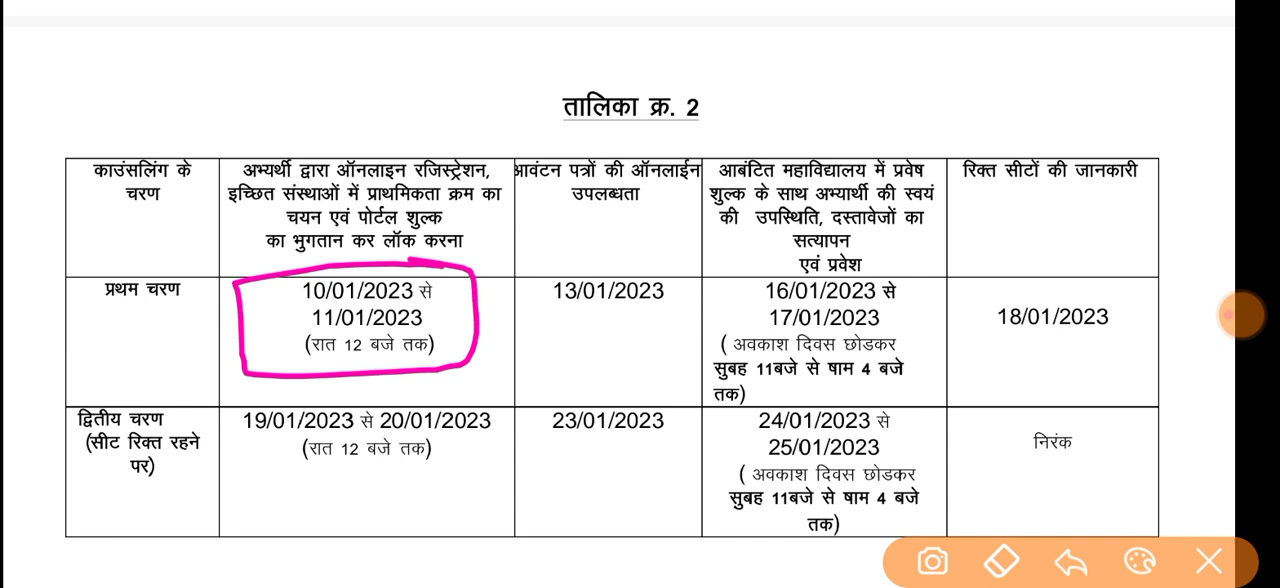 तालिका क्र. 2
काउंसलिंग के
चरण
अभ्यर्थी द्वारा ऑनलाइन रजिस्ट्रेशन,
इच्छित संस्थाओं में प्राथमिकता क्रम का
चयन एवं पोर्टल शुल्क
का भुगतान कर लॉक करना
आवंटन पत्रों की ऑनलाईन
उपलब्धता
आबंटित महाविद्यालय में प्रवेष
शुल्क के साथ अभ्यार्थी की स्वयं
की उपस्थिति, दस्तावेजों का
सत्यापन
एवं प्रवेश
रिक्त सीटों की जानकारी
प्रथम चरण
10/01/2023 से
11/01/2023
(रात 12 बजे तक)
13/01/2023
16/01/2023 से
17/01/2023
( अवकाश दिवस छोडकर
सुबह 11बजे से षाम 4 बजे
तक)
18/01/2023
द्वितीय चरण
(सीट रिक्त रहने
पर)
19/01/2023 से 20/01/2023
(रात 12 बजे तक)
23/01/2023
24/01/2023 से
25/01/2023
( अवकाश दिवस छोडकर
सुबह 11बजे से षाम 4 बजे
तक)
निरंक